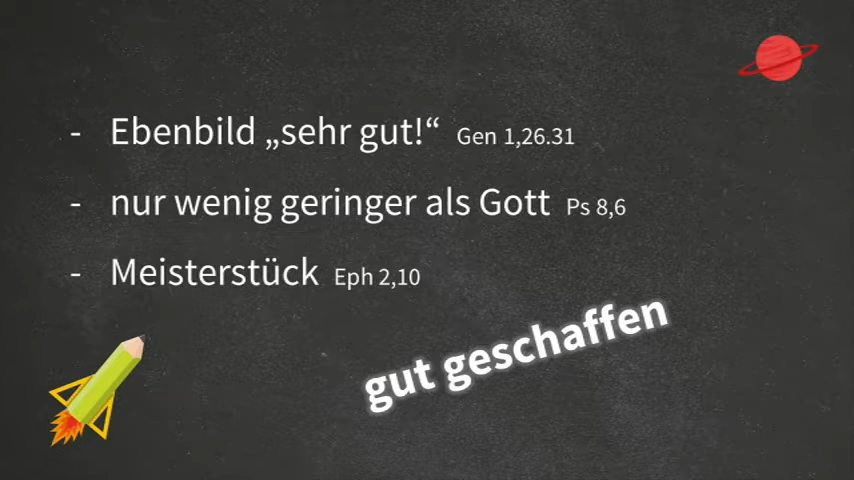 - Ebenbild „sehr gut!“ Gen 1,26.31
- nur wenig geringer als Gott Ps 8,6
- Meisterstück Eph 2,10
gut geschaffen